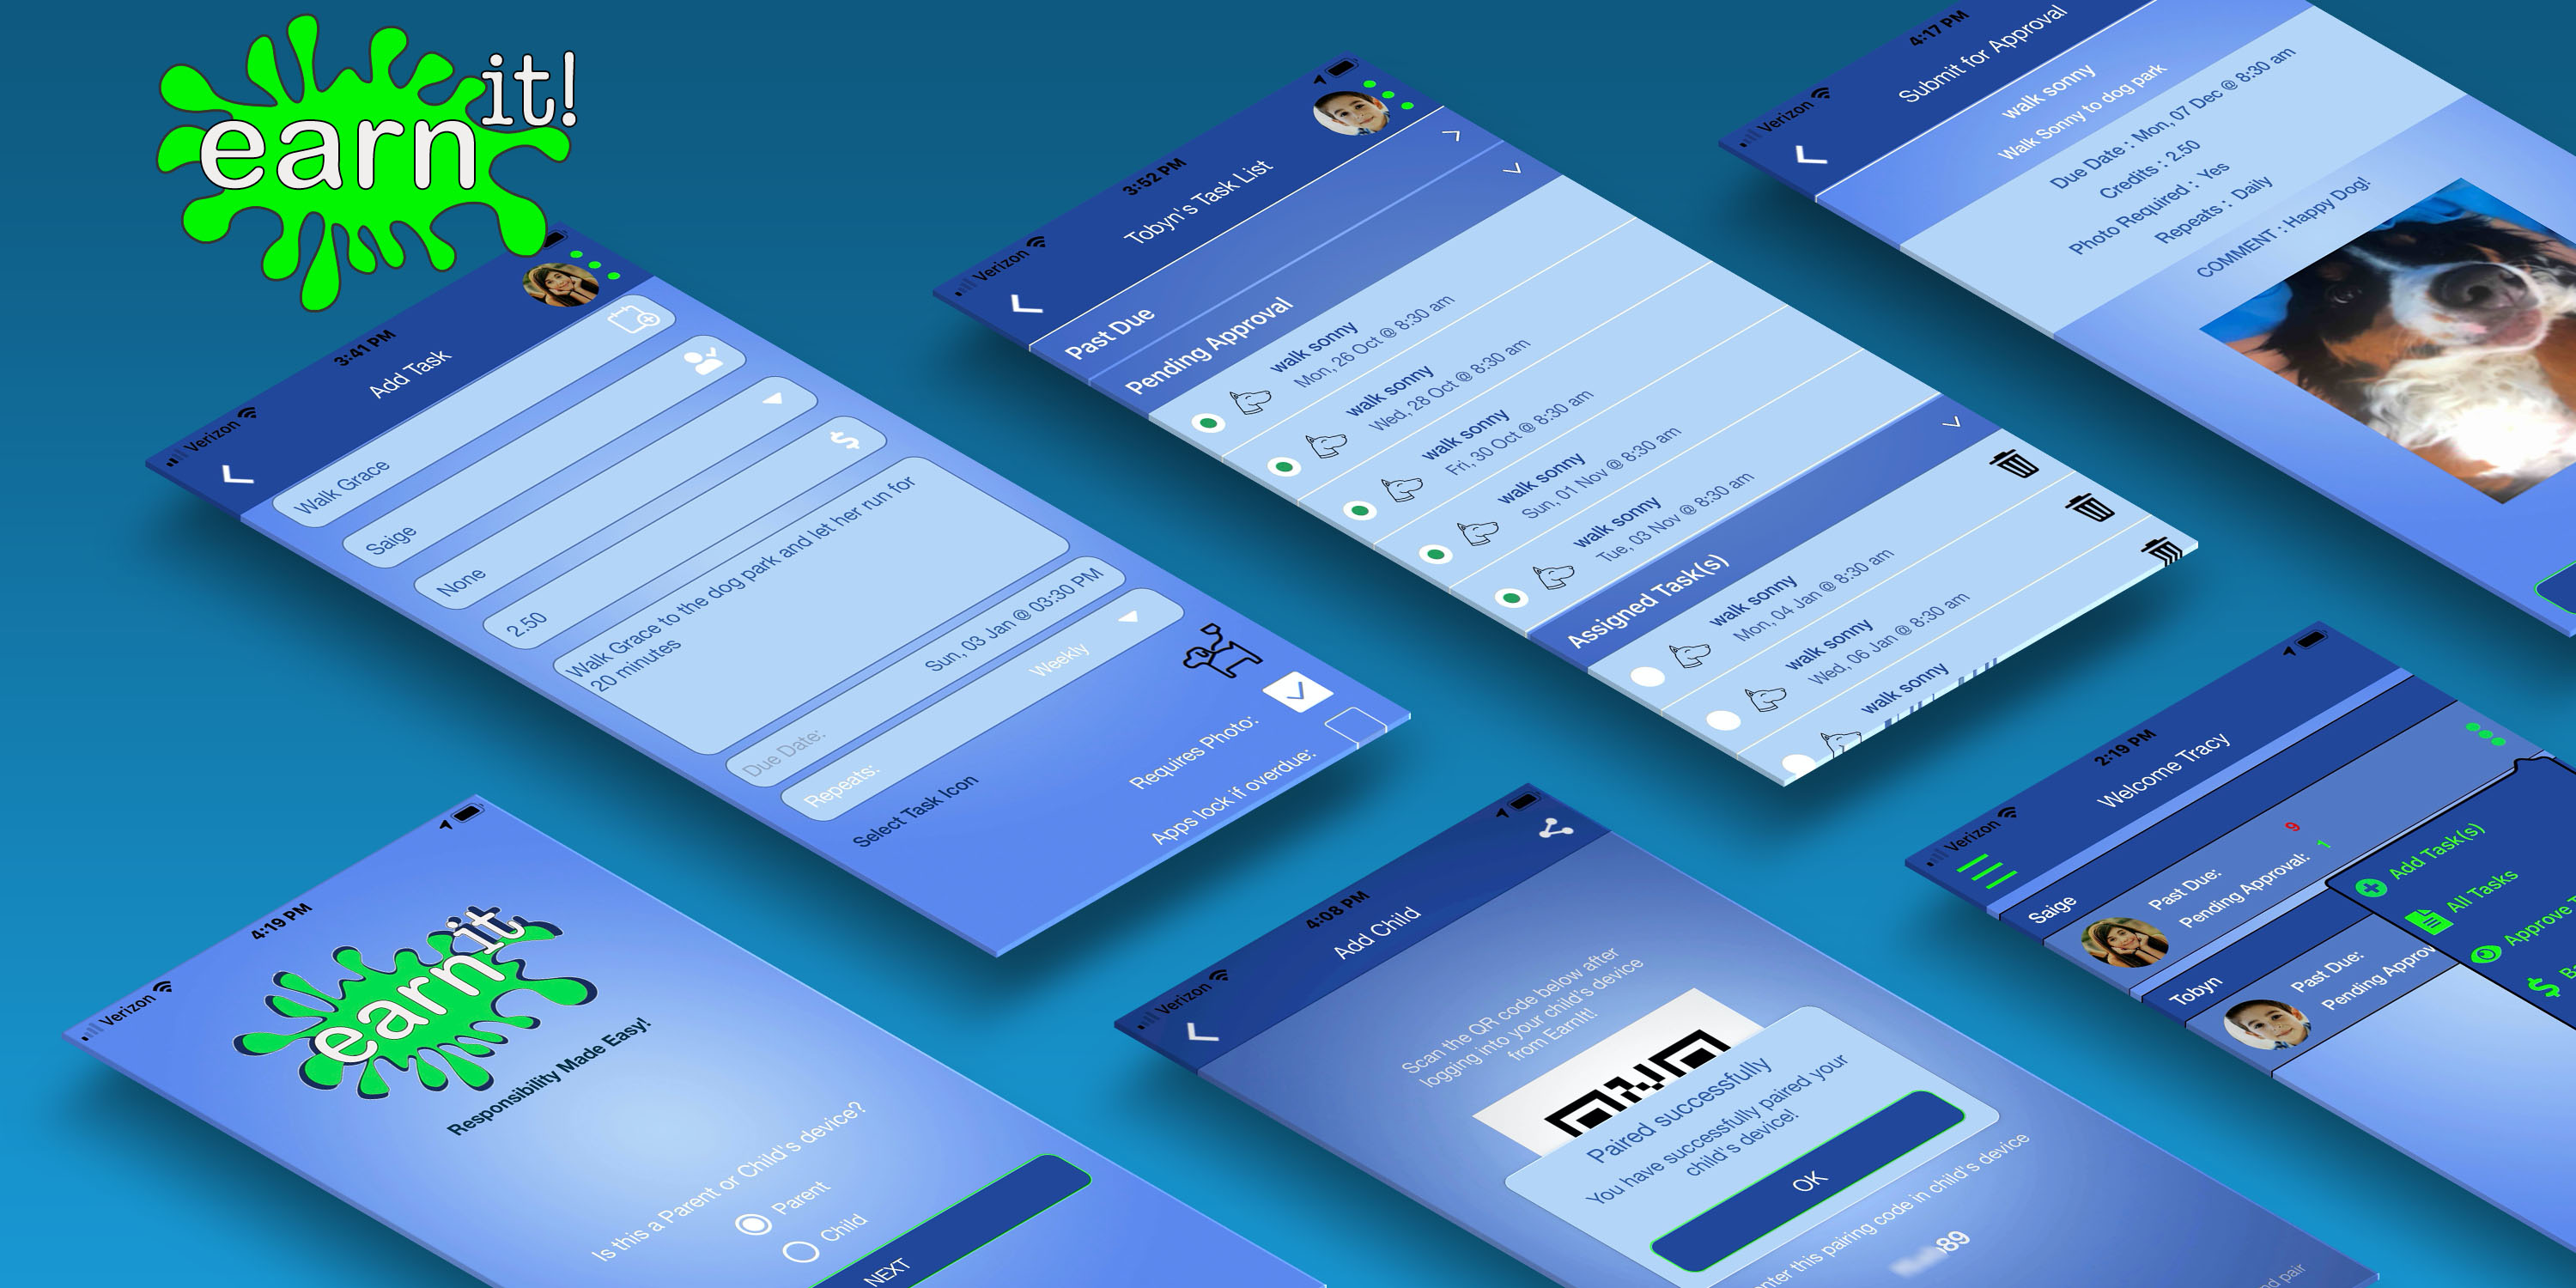 earn it!
Verizon
3:41 PM
Add Task
Walk Grace
Saige
None
2.50
Walk Grace to the dog park and let her run for
20 minutes
Due Date:
Sun, 03 Jan @ 03:30 PM
Repeats:
Weekly
Select Task Icon
Requires Photo:
Apps lock if overdue:
Verizon
3:52 PM
Tobyn's Task List
Past Due
Pending Approval
walk sonny
Mon, 26 Oct @ 8:30 am
walk sonny
Wed, 28 Oct @ 8:30 am
walk sonny
Fri, 30 Oct @ 8:30 am
walk sonny
Sun, 01 Nov @ 8:30 am
walk sonny
Tue, 03 Nov @ 8:30 am
Assigned Task(s)
walk sonny
Mon, 04 Jan @ 8:30 am
walk sonny
Wed, 06 Jan @ 8:30 am
walk sonny
Verizon
4:17 PM
Submit for Approval
walk sonny
Walk Sonny to dog park
Due Date : Mon, 07 Dec @ 8:30 am
Credits : 2.50
Photo Required : Yes
Repeats : Daily
COMMENT : : Happy Dog!
Verizon
4:19 PM
earn it
Responsibility Made Easy!
Is this a Parent or Child's device?
Parent
Child
NEXT
Verizon
4:08 PM
Add Child
Scan the QR code below after
logging into your child's device
from EarnIt!
Paired successfully
You have successfully paired your
child's device!
OK
nter this pairing code in child's device
89
nd pair
Verizon
2:19 PM
Welcome Tracy
Saige
Past Due: 9
Pending Approval: 1
Tobyn
Past Due:
Pending Approv
Add Task(s)
All Tasks
Approve T
Ba